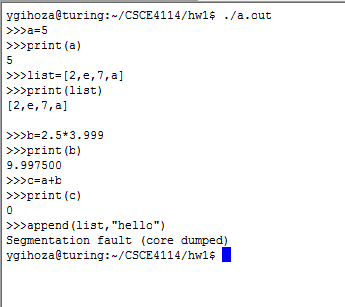 ygihoza@turing:~/CSCE4114/hw1$ ./a.out
>>>a=5
>>>print(a)
5
>>>list=[2,e,7,a]
>>>print(list)
[2,e,7,a]
>>>b=2.5*3.999
>>>print(b)
9.997500
>>>c=a+b
>>>print(c)
0
>>>append(list,"hello")
Segmentation fault (core dumped)
ygihoza@turing:~/CSCE4114/hw1$